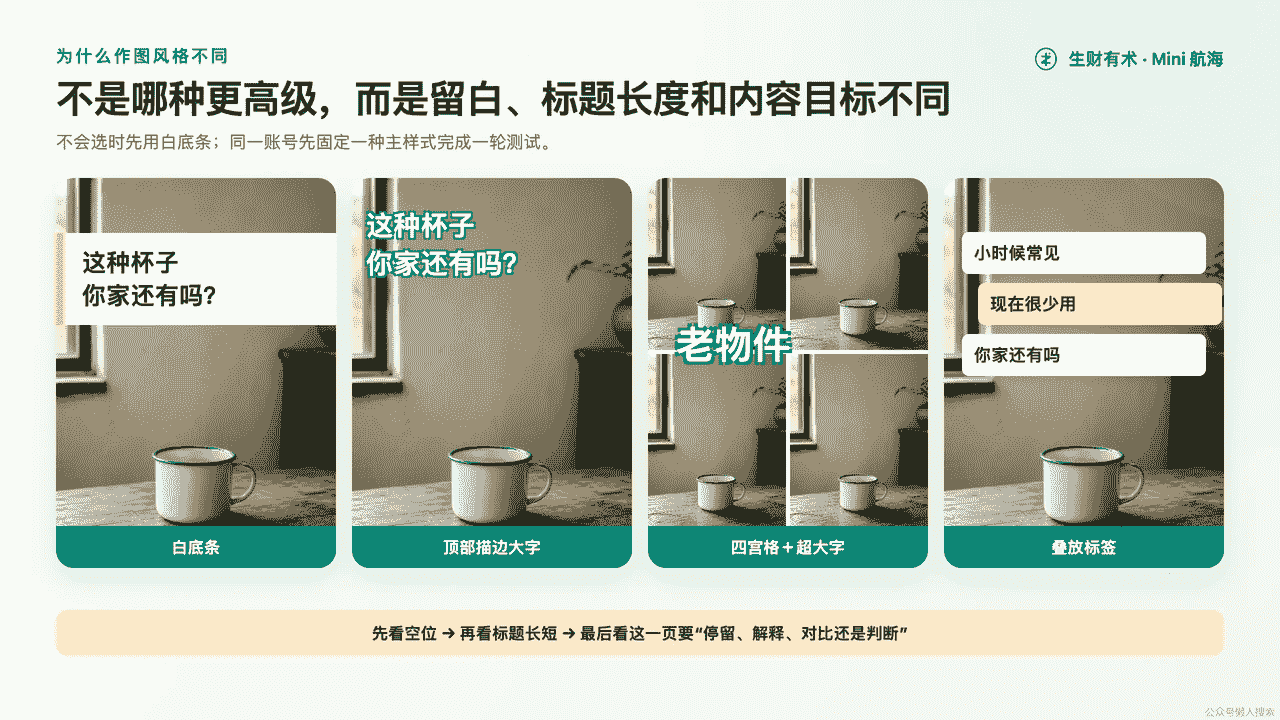 为什么作图风格不同
生财有术 · Mini 航海
不是哪种更高级，而是留白、标题长度和内容目标不同
不会选时先用白底条；同一账号先固定一种主样式完成一轮测试。
这种杯子
你家还有吗？
白底条
这种杯子
你家还有吗？
顶部描边大字
老物件
四宫格＋超大字
小时候常见
现在很少用
你家还有吗
叠放标签
先看空位 → 再看标题长短 → 最后看这一页要“停留、解释、对比还是判断”
公众号懒人搜索